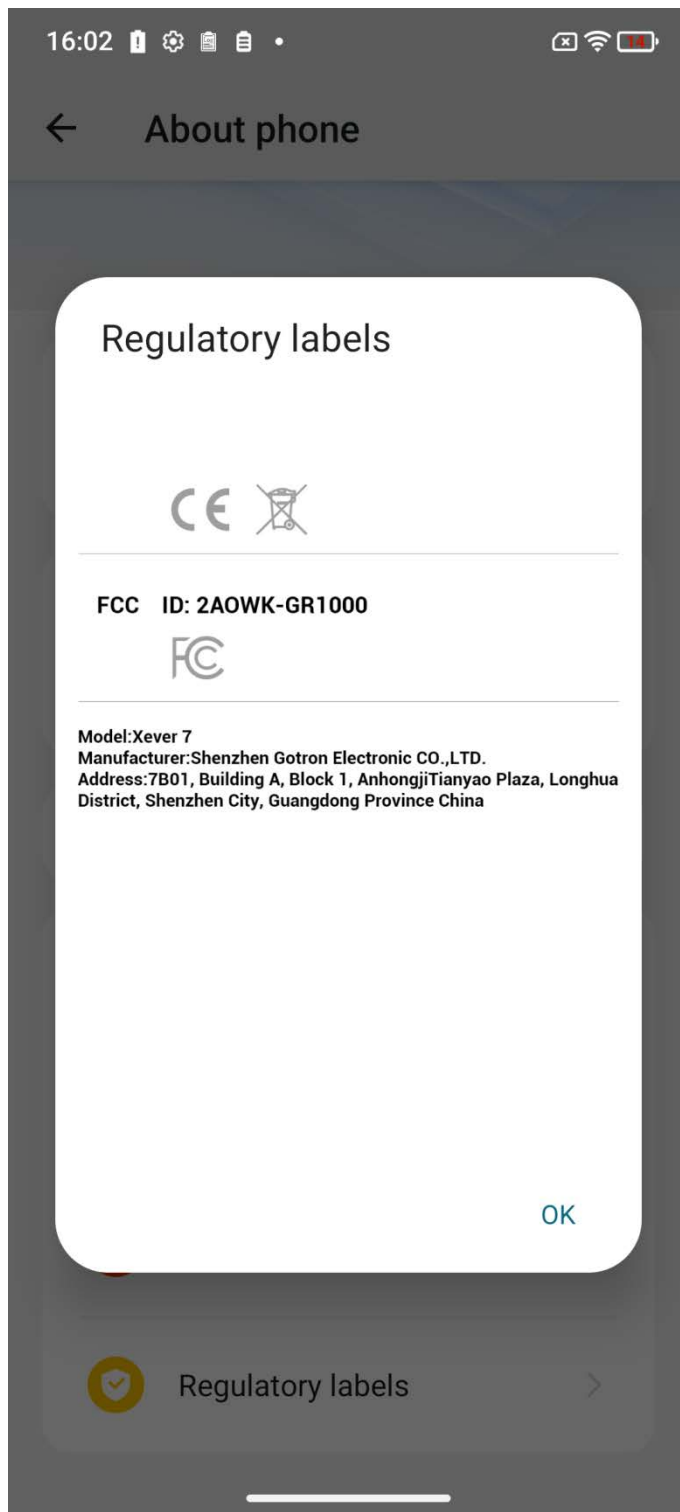 16:02
14
About phone
Regulatory labels
CE
FCC ID: 2AOWK-GR1000
FC
Model:Xever 7
Manufacturer:Shenzhen Gotron Electronic CO.,LTD.
Address:7B01, Building A, Block 1, AnhongjiTianyao Plaza, Longhua
District, Shenzhen City, Guangdong Province China
OK
Regulatory labels